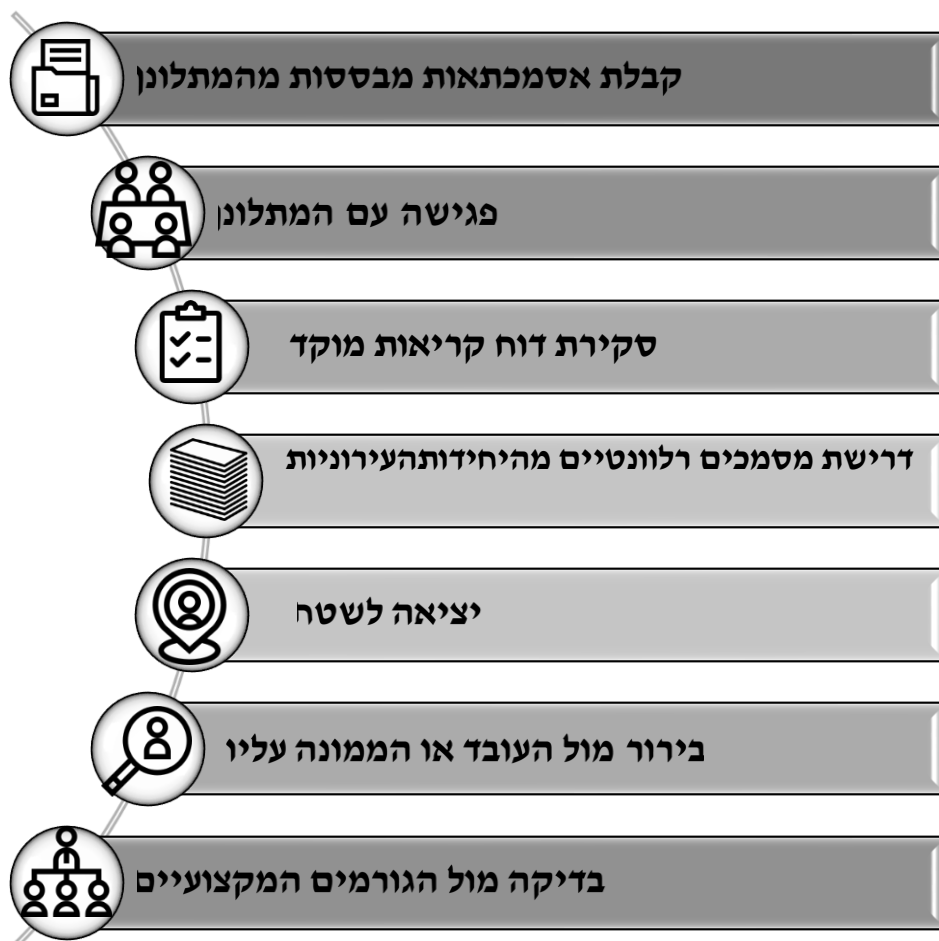 קבלת אסמכתאות מבססות מהמתלונן
פגישה עם המתלונן
סקירת דוח קריאות מוקד
דרישת מסמכים רלוונטיים מהיחידותהעירוניות
יציאה לשטח
בירור מול העובד או הממונה עליו
בדיקה מול הגורמים המקצועיים